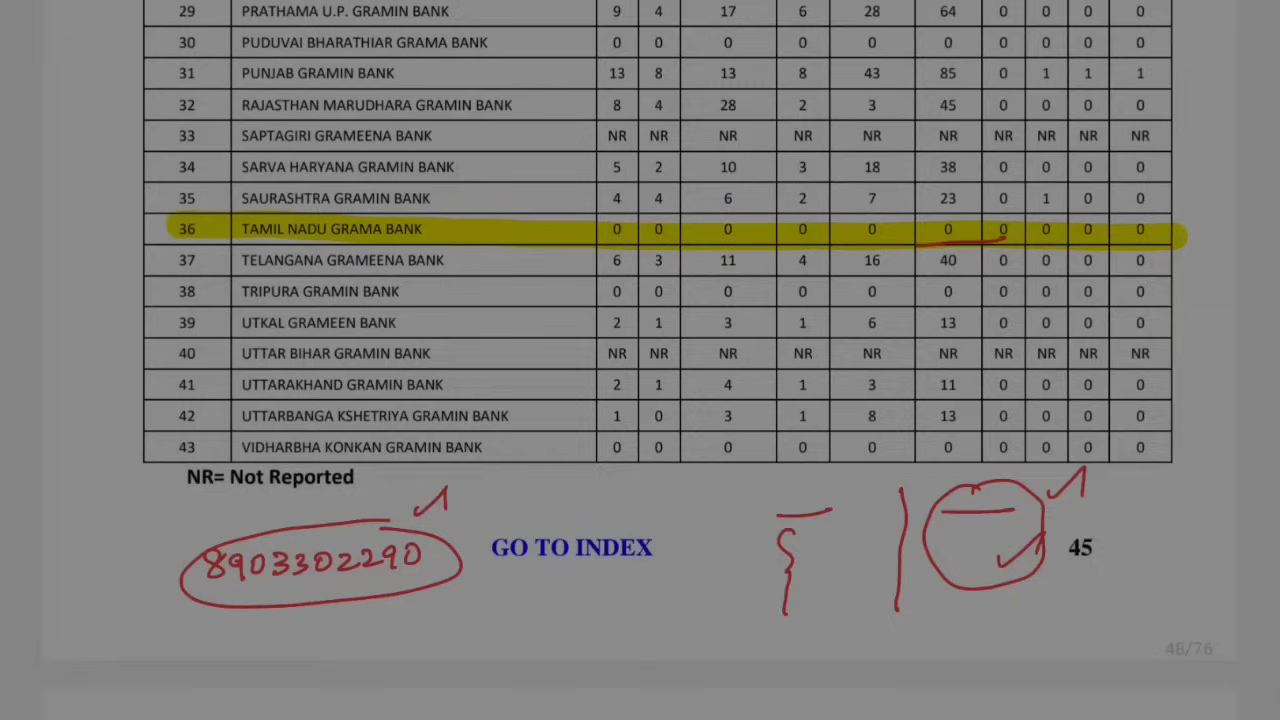 29 PRATHAMA U.P. GRAMIN BANK 9 4 17 6 28 64 0 0 0 0
30 PUDUVAI BHARATHIAR GRAMA BANK 0 0 0 0 0 0 0 0 0 0
31 PUNJAB GRAMIN BANK 13 8 13 8 43 85 0 1 1 1
32 RAJASTHAN MARUDHARA GRAMIN BANK 8 4 28 2 3 45 0 0 0 0
33 SAPTAGIRI GRAMEENA BANK NR NR NR NR NR NR NR NR NR NR
34 SARVA HARYANA GRAMIN BANK 5 2 10 3 18 38 0 0 0 0
35 SAURASHTRA GRAMIN BANK 4 4 6 2 7 23 0 1 0 0
36 TAMIL NADU GRAMA BANK 0 0 0 0 0 0 0 0 0 0
37 TELANGANA GRAMEENA BANK 6 3 11 4 16 40 0 0 0 0
38 TRIPURA GRAMIN BANK 0 0 0 0 0 0 0 0 0 0
39 UTKAL GRAMEEN BANK 2 1 3 1 6 13 0 0 0 0
40 UTTAR BIHAR GRAMIN BANK NR NR NR NR NR NR NR NR NR NR
41 UTTARAKHAND GRAMIN BANK 2 1 4 1 3 11 0 0 0 0
42 UTTARBANGA KSHETRIYA GRAMIN BANK 1 0 3 1 8 13 0 0 0 0
43 VIDHARBHA KONKAN GRAMIN BANK 0 0 0 0 0 0 0 0 0 0
NR= Not Reported
8903302290 GO TO INDEX 45
48/76